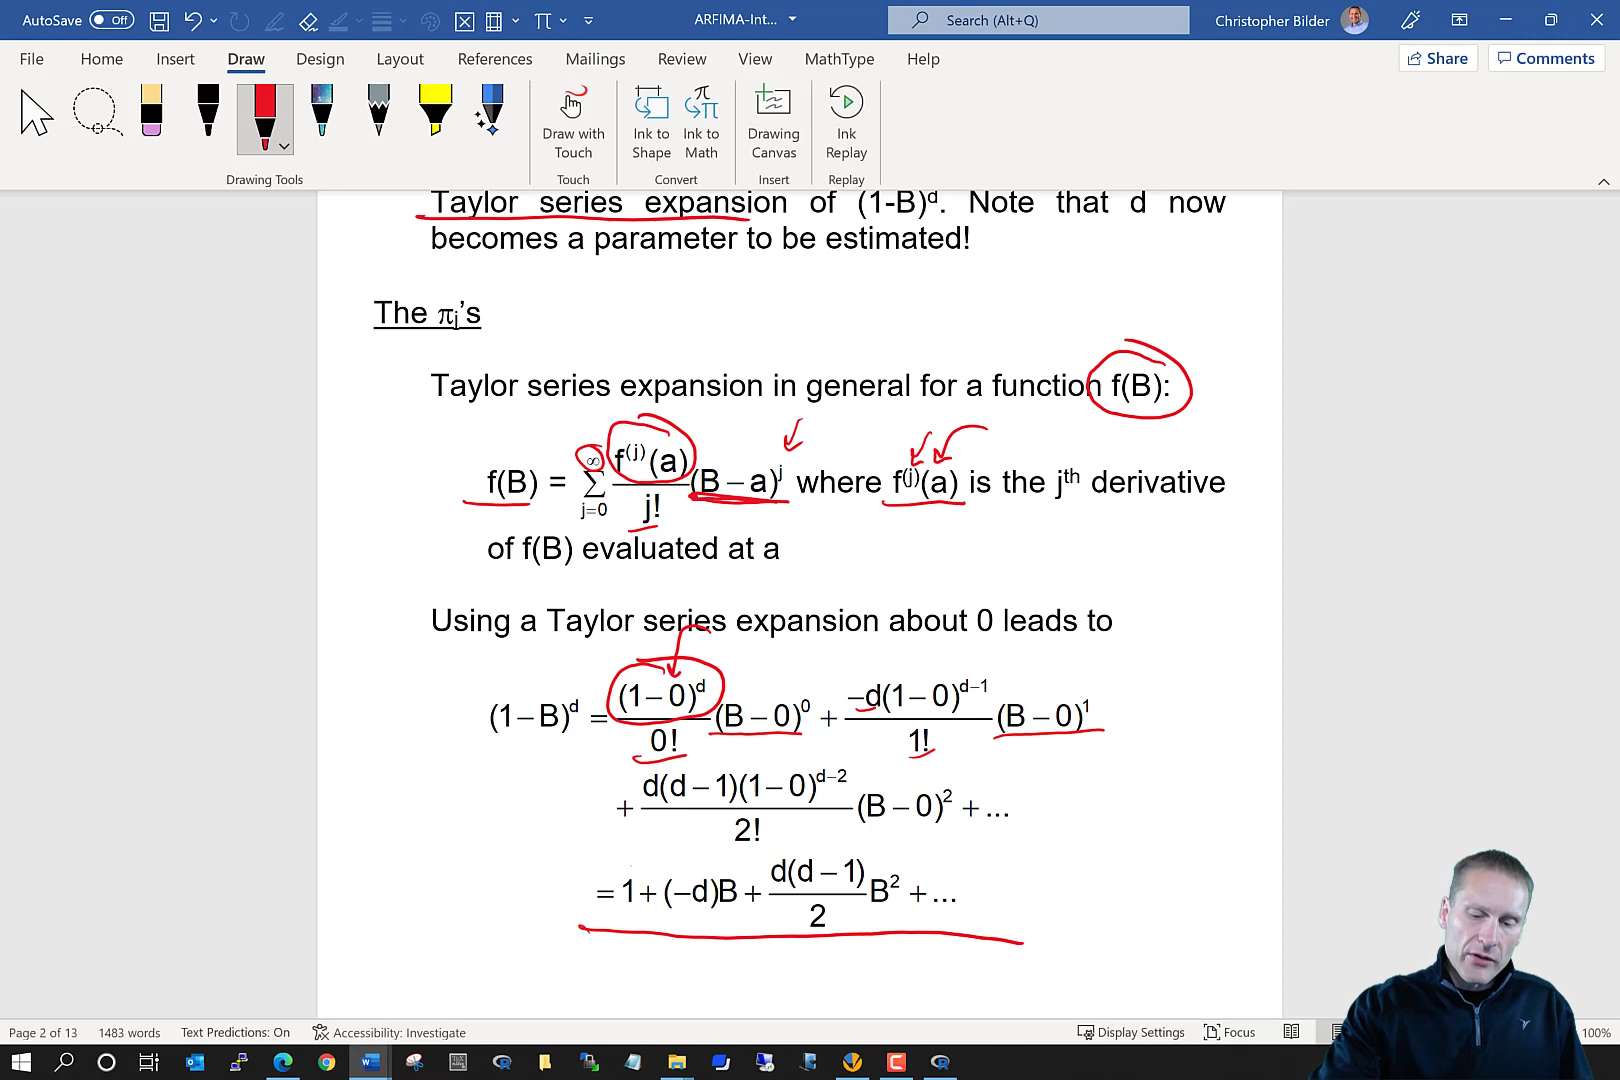 AutoSave Off
ARFIMA-Int...
Search (Alt+Q)
Christopher Bilder
File Home Insert Draw Design Layout References Mailings Review View MathType Help
Share
Comments
Draw with Touch
Ink to Shape
Ink to Math
Drawing Canvas
Ink Replay
Drawing Tools
Touch
Convert
Insert
Replay
Taylor series expansion of (1-B)ᵈ. Note that d now
becomes a parameter to be estimated!
The πⱼ's
Taylor series expansion in general for a function f(B):
f(B) = ∑_{j=0}^{∞} f^{(j)}(a)/j! (B − a)^j where f^{(j)}(a) is the j^{th} derivative
of f(B) evaluated at a
Using a Taylor series expansion about 0 leads to
(1 − B)^d = (1 − 0)^d/0! (B − 0)^0 + −d(1 − 0)^{d−1}/1! (B − 0)^1
+ d(d − 1)(1 − 0)^{d−2}/2! (B − 0)^2 + ...
= 1 + (−d)B + d(d − 1)/2 B^2 + ...
Page 2 of 13 1483 words Text Predictions: On Accessibility: Investigate
Display Settings Focus 100%